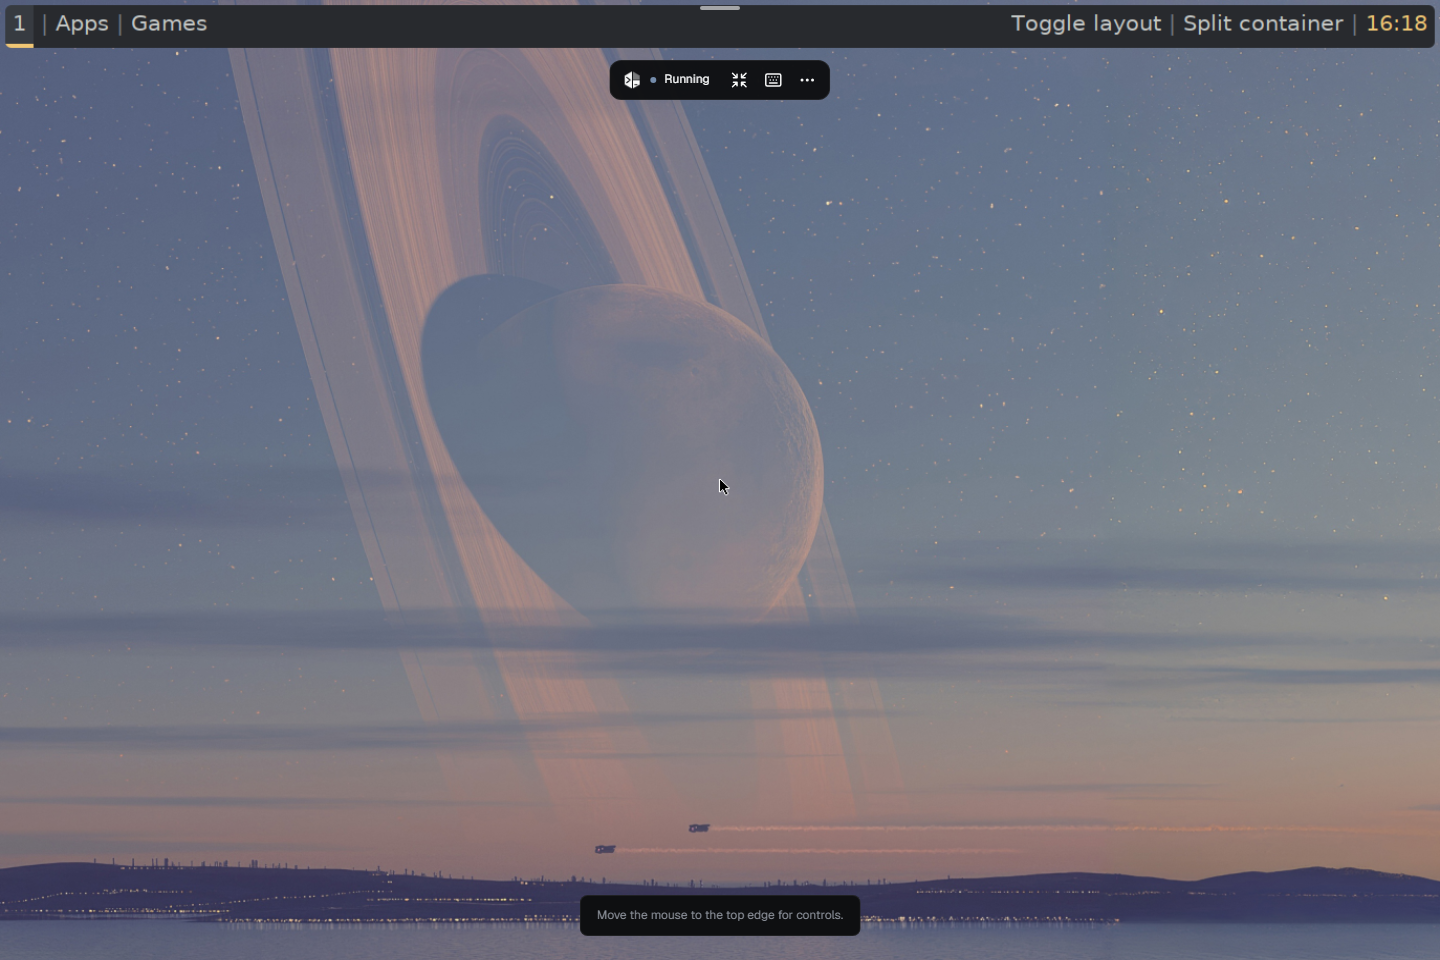 1 | Apps | Games
Toggle layout | Split container | 16:18
Running
Move the mouse to the top edge for controls.